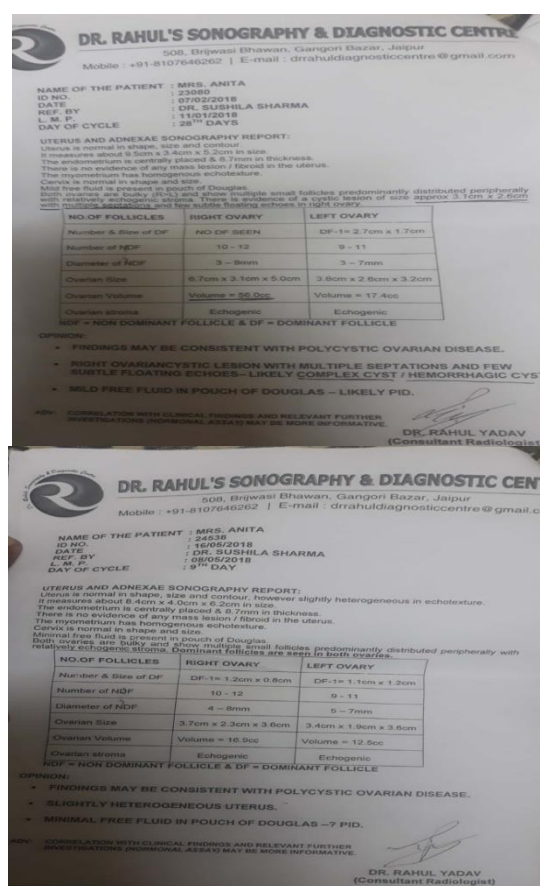 DR. RAHUL'S SONOGRAPHY & DIAGNOSTIC CENTRE
508, Brijwasi Bhawan, Gangori Bazar, Jaipur
Mobile : +91-8107646262 | E-mail : drrahuldiagnosticcentre@gmail.com
NAME OF THE PATIENT : MRS. ANITA
ID NO. : 23080
DATE : 07/02/2018
REF. BY : DR. SUSHILA SHARMA
L. M. P. : 11/01/2018
DAY OF CYCLE : 28TH DAYS
UTERUS AND ADNEXAE SONOGRAPHY REPORT:
Uterus is normal in shape, size and contour.
It measures about 9.5cm x 3.4cm x 5.2cm in size.
The endometrium is centrally placed & 8.7mm in thickness.
There is no evidence of any mass lesion / fibroid in the uterus.
The myometrium has homogenous echotexture.
Cervix is normal in shape and size.
Mild free fluid is present in pouch of Douglas.
Both ovaries are bulky (R>L) and show multiple small follicles predominantly distributed peripherally
with relatively echogenic stroma. There is evidence of a cystic lesion of size approx 3.1cm x 2.6cm
with multiple septations and few subtle floating echoes in right ovary.
NO.OF FOLLICLES RIGHT OVARY LEFT OVARY
Number & Size of DF NO DF SEEN DF-1= 2.7cm x 1.7cm
Number of NDF 10 - 12 9 - 11
Diameter of NDF 3 – 8mm 3 – 7mm
Ovarian Size 6.7cm x 3.1cm x 5.0cm 3.8cm x 2.6cm x 3.2cm
Ovarian Volume Volume = 56.0cc Volume = 17.4cc
Ovarian stroma Echogenic Echogenic
NDF = NON DOMINANT FOLLICLE & DF = DOMINANT FOLLICLE
OPINION:
• FINDINGS MAY BE CONSISTENT WITH POLYCYSTIC OVARIAN DISEASE.
• RIGHT OVARIANCYSTIC LESION WITH MULTIPLE SEPTATIONS AND FEW
SUBTLE FLOATING ECHOES– LIKELY COMPLEX CYST / HEMORRHAGIC CYS
• MILD FREE FLUID IN POUCH OF DOUGLAS – LIKELY PID.
ADV: CORRELATION WITH CLINICAL FINDINGS AND RELEVANT FURTHER
INVESTIGATIONS (HORMONAL ASSAY) MAY BE MORE INFORMATIVE.
DR. RAHUL YADAV
(Consultant Radiologist
DR. RAHUL'S SONOGRAPHY & DIAGNOSTIC CEN
508, Brijwasi Bhawan, Gangori Bazar, Jaipur
Mobile : +91-8107646262 | E-mail : drrahuldiagnosticcentre@gmail.c
NAME OF THE PATIENT : MRS. ANITA
ID NO. : 24538
DATE : 16/05/2018
REF. BY : DR. SUSHILA SHARMA
L. M. P. : 08/05/2018
DAY OF CYCLE : 9TH DAY
UTERUS AND ADNEXAE SONOGRAPHY REPORT:
Uterus is normal in shape, size and contour, however slightly heterogeneous in echotexture.
It measures about 8.4cm x 4.0cm x 6.2cm in size.
The endometrium is centrally placed & 8.7mm in thickness.
There is no evidence of any mass lesion / fibroid in the uterus.
The myometrium has homogenous echotexture.
Cervix is normal in shape and size.
Minimal free fluid is present in pouch of Douglas.
Both ovaries are bulky and show multiple small follicles predominantly distributed peripherally with
relatively echogenic stroma. Dominant follicles are seen in both ovaries.
NO.OF FOLLICLES RIGHT OVARY LEFT OVARY
Number & Size of DF DF-1= 1.2cm x 0.8cm DF-1= 1.1cm x 1.2cm
Number of NDF 10 - 12 9 - 11
Diameter of NDF 4 – 8mm 5 – 7mm
Ovarian Size 3.7cm x 2.3cm x 3.6cm 3.4cm x 1.9cm x 3.6cm
Ovarian Volume Volume = 16.9cc Volume = 12.5cc
Ovarian stroma Echogenic Echogenic
NDF = NON DOMINANT FOLLICLE & DF = DOMINANT FOLLICLE
OPINION:
• FINDINGS MAY BE CONSISTENT WITH POLYCYSTIC OVARIAN DISEASE.
• SLIGHTLY HETEROGENEOUS UTERUS.
• MINIMAL FREE FLUID IN POUCH OF DOUGLAS –? PID.
ADV: CORRELATION WITH CLINICAL FINDINGS AND RELEVANT FURTHER
INVESTIGATIONS (HORMONAL ASSAY) MAY BE MORE INFORMATIVE.
DR. RAHUL YADAV
(Consultant Radiologist)